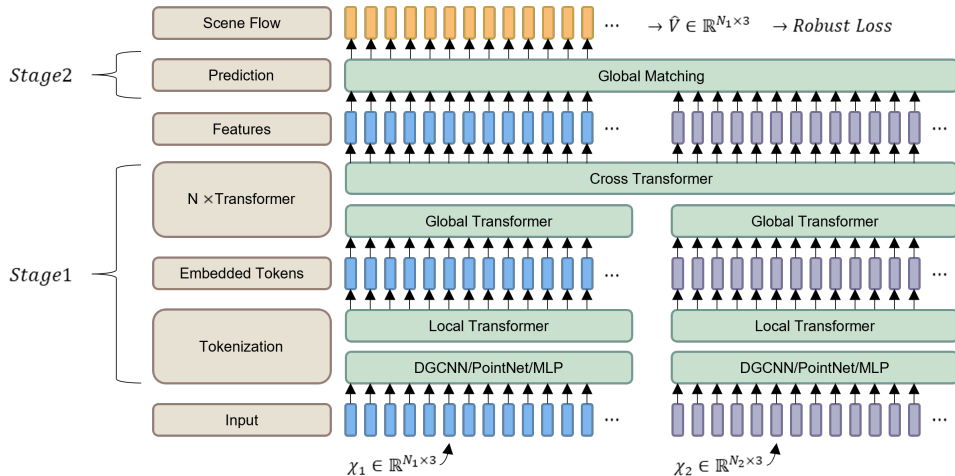 Scene Flow
... → V̂ ∈ ℝ^{N₁×3} → Robust Loss
Stage2
Prediction
Global Matching
Features
...
...
N ×Transformer
Cross Transformer
Global Transformer
Global Transformer
Stage1
Embedded Tokens
...
...
Tokenization
Local Transformer
Local Transformer
DGCNN/PointNet/MLP
DGCNN/PointNet/MLP
Input
...
...
χ₁ ∈ ℝ^{N₁×3}
χ₂ ∈ ℝ^{N₂×3}